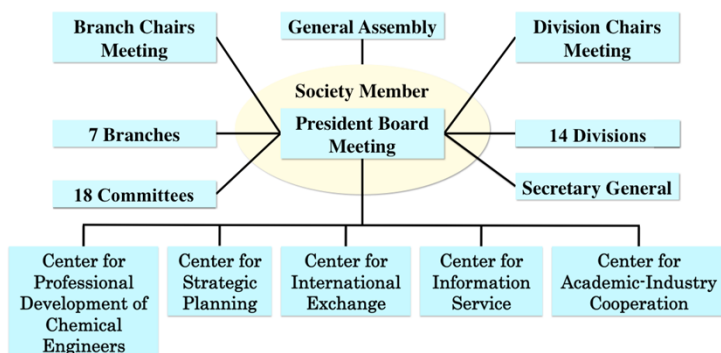 Branch Chairs
Meeting
General Assembly
Division Chairs
Meeting
Society Member
President Board
Meeting
7 Branches
14 Divisions
18 Committees
Secretary General
Center for
Professional
Development of
Chemical
Engineers
Center for
Strategic
Planning
Center for
International
Exchange
Center for
Information
Service
Center for
Academic-Industry
Cooperation